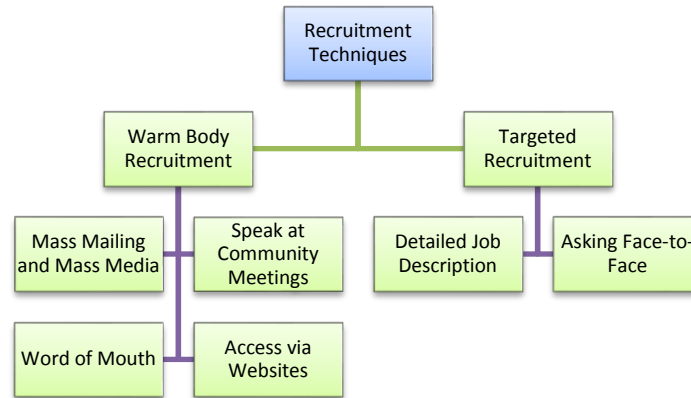 Recruitment
Techniques
Warm Body
Recruitment
Targeted
Recruitment
Mass Mailing
and Mass Media
Speak at
Community
Meetings
Detailed Job
Description
Asking Face-to-
Face
Word of Mouth
Access via
Websites